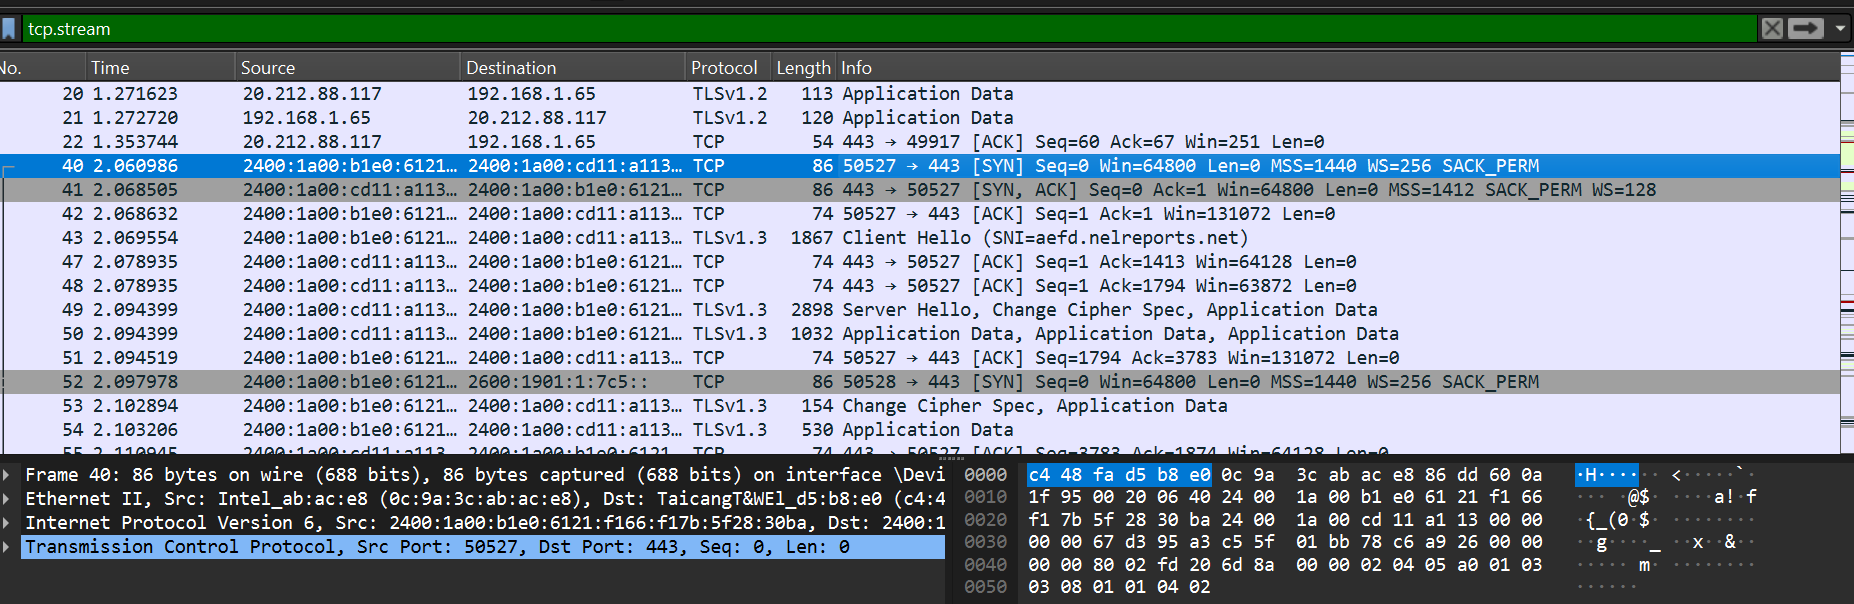 tcp.stream
No. Time Source Destination Protocol Length Info
20 1.271623 20.212.88.117 192.168.1.65 TLSv1.2 113 Application Data
21 1.272720 192.168.1.65 20.212.88.117 TLSv1.2 120 Application Data
22 1.353744 20.212.88.117 192.168.1.65 TCP 54 443 → 49917 [ACK] Seq=60 Ack=67 Win=251 Len=0
40 2.060986 2400:1a00:b1e0:6121… 2400:1a00:cd11:a113… TCP 86 50527 → 443 [SYN] Seq=0 Win=64800 Len=0 MSS=1440 WS=256 SACK_PERM
41 2.068505 2400:1a00:cd11:a113… 2400:1a00:b1e0:6121… TCP 86 443 → 50527 [SYN, ACK] Seq=0 Ack=1 Win=64800 Len=0 MSS=1412 SACK_PERM WS=128
42 2.068632 2400:1a00:b1e0:6121… 2400:1a00:cd11:a113… TCP 74 50527 → 443 [ACK] Seq=1 Ack=1 Win=131072 Len=0
43 2.069554 2400:1a00:b1e0:6121… 2400:1a00:cd11:a113… TLSv1.3 1867 Client Hello (SNI=aefd.nelreports.net)
47 2.078935 2400:1a00:cd11:a113… 2400:1a00:b1e0:6121… TCP 74 443 → 50527 [ACK] Seq=1 Ack=1413 Win=64128 Len=0
48 2.078935 2400:1a00:cd11:a113… 2400:1a00:b1e0:6121… TCP 74 443 → 50527 [ACK] Seq=1 Ack=1794 Win=63872 Len=0
49 2.094399 2400:1a00:cd11:a113… 2400:1a00:b1e0:6121… TLSv1.3 2898 Server Hello, Change Cipher Spec, Application Data
50 2.094399 2400:1a00:cd11:a113… 2400:1a00:b1e0:6121… TLSv1.3 1032 Application Data, Application Data, Application Data
51 2.094519 2400:1a00:b1e0:6121… 2400:1a00:cd11:a113… TCP 74 50527 → 443 [ACK] Seq=1794 Ack=3783 Win=131072 Len=0
52 2.097978 2400:1a00:b1e0:6121… 2600:1901:1:7c5:: TCP 86 50528 → 443 [SYN] Seq=0 Win=64800 Len=0 MSS=1440 WS=256 SACK_PERM
53 2.102894 2400:1a00:b1e0:6121… 2400:1a00:cd11:a113… TLSv1.3 154 Change Cipher Spec, Application Data
54 2.103206 2400:1a00:b1e0:6121… 2400:1a00:cd11:a113… TLSv1.3 530 Application Data
55 2.110945 2400:1a00:cd11:a113… 2400:1a00:b1e0:6121… TCP 74 443 → 50527 [ACK] Seq=3783 Ack=1874 Win=64128 Len=0
Frame 40: 86 bytes on wire (688 bits), 86 bytes captured (688 bits) on interface \Devi
Ethernet II, Src: Intel_ab:ac:e8 (0c:9a:3c:ab:ac:e8), Dst: TaicangT&WEl_d5:b8:e0 (c4:4
Internet Protocol Version 6, Src: 2400:1a00:b1e0:6121:f166:f17b:5f28:30ba, Dst: 2400:1
Transmission Control Protocol, Src Port: 50527, Dst Port: 443, Seq: 0, Len: 0
0000 c4 48 fa d5 b8 e0 0c 9a 3c ab ac e8 86 dd 60 0a ·H···· ·· <·····`·
0010 1f 95 00 20 06 40 24 00 1a 00 b1 e0 61 21 f1 66 ··· ·@$· ····a!·f
0020 f1 7b 5f 28 30 ba 24 00 1a 00 cd 11 a1 13 00 00 ·{_(0·$· ········
0030 00 00 67 d3 95 a3 c5 5f 01 bb 78 c6 a9 26 00 00 ··g····_ ··x··&··
0040 00 00 80 02 fd 20 6d 8a 00 00 02 04 05 a0 01 03 ····· m· ········
0050 03 08 01 01 04 02 ······